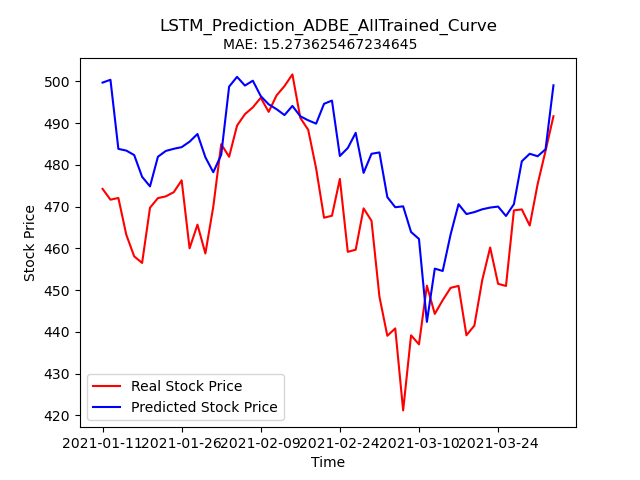 LSTM_Prediction_ADBE_AllTrained_Curve
MAE: 15.273625467234645
500
490
480
470
460
450
440
430
420
Stock Price
Real Stock Price
Predicted Stock Price
2021-01-11 2021-01-26 2021-02-09 2021-02-24 2021-03-10 2021-03-24
Time